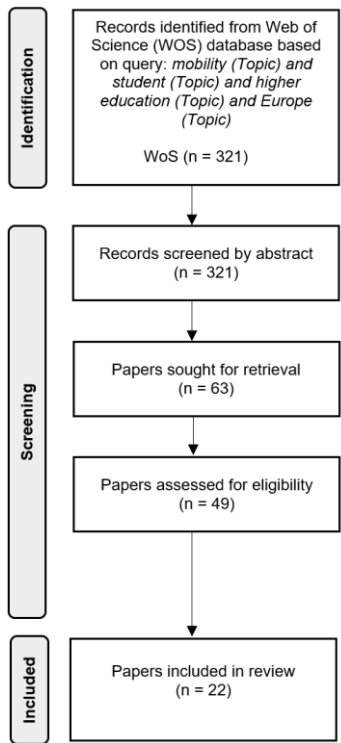 Identification
Records identified from Web of
Science (WOS) database based
on query: mobility (Topic) and
student (Topic) and higher
education (Topic) and Europe
(Topic)
WoS (n = 321)
Screening
Records screened by abstract
(n = 321)
Papers sought for retrieval
(n = 63)
Papers assessed for eligibility
(n = 49)
Included
Papers included in review
(n = 22)